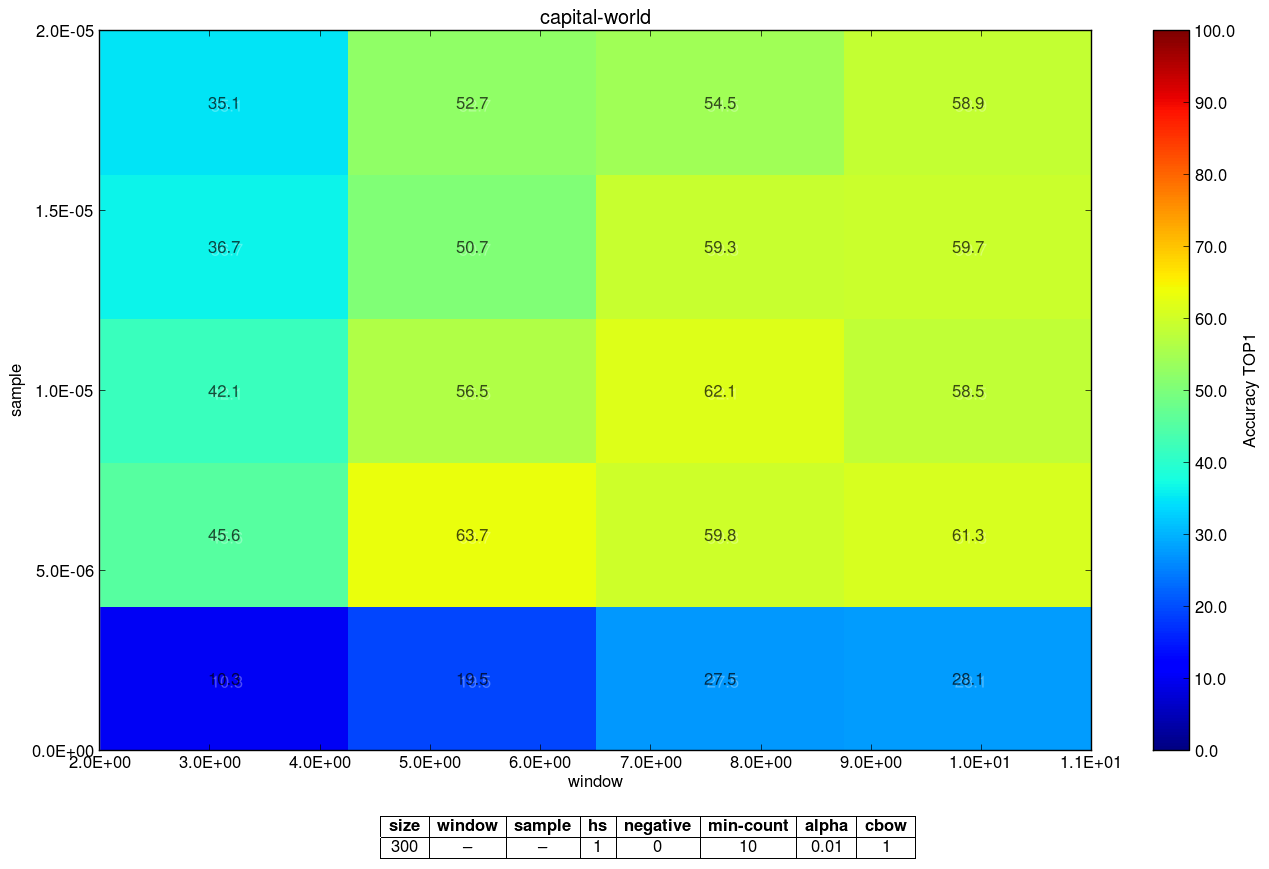 capital-world
2.0E-05 100.0
35.1 52.7 54.5 58.9
90.0
80.0
1.5E-05
36.7 50.7 59.3 59.7
70.0
60.0
sample 1.0E-05 50.0 Accuracy TOP1
42.1 56.5 62.1 58.5
40.0
45.6 63.7 59.8 61.3
30.0
5.0E-06
20.0
10.3 19.5 27.5 28.1
10.0
0.0E+00 0.0
2.0E+00 3.0E+00 4.0E+00 5.0E+00 6.0E+00 7.0E+00 8.0E+00 9.0E+00 1.0E+01 1.1E+01
window
size window sample hs negative min-count alpha cbow
300 – – 1 0 10 0.01 1